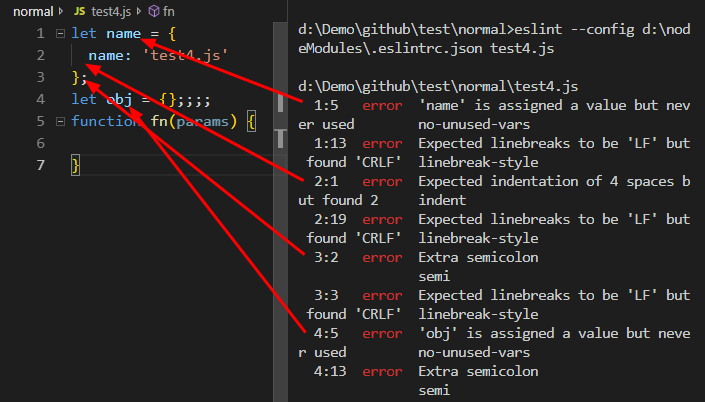 normal > JS test4.js > fn
1 let name = {
2 name: 'test4.js'
3 };
4 let obj = {};;;;
5 function fn(params) {
6
7 }
d:\Demo\github\test\normal>eslint --config d:\nod
eModules\.eslintrc.json test4.js
d:\Demo\github\test\normal\test4.js
1:5 error 'name' is assigned a value but nev
er used no-unused-vars
1:13 error Expected linebreaks to be 'LF' but
found 'CRLF' linebreak-style
2:1 error Expected indentation of 4 spaces b
ut found 2 indent
2:19 error Expected linebreaks to be 'LF' but
found 'CRLF' linebreak-style
3:2 error Extra semicolon
semi
3:3 error Expected linebreaks to be 'LF' but
found 'CRLF' linebreak-style
4:5 error 'obj' is assigned a value but neve
r used no-unused-vars
4:13 error Extra semicolon
semi